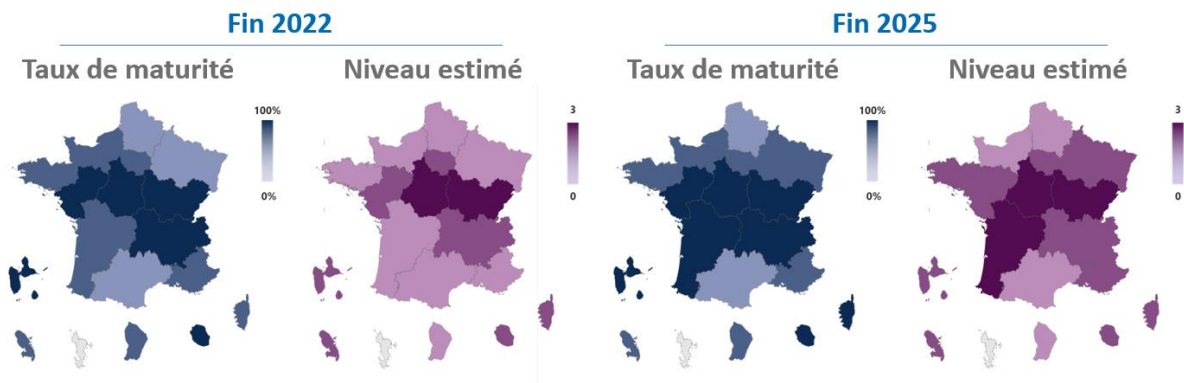 Fin 2022
Fin 2025
Taux de maturité
Niveau estimé
Taux de maturité
Niveau estimé
100%
0%
3
0
100%
0%
3
0